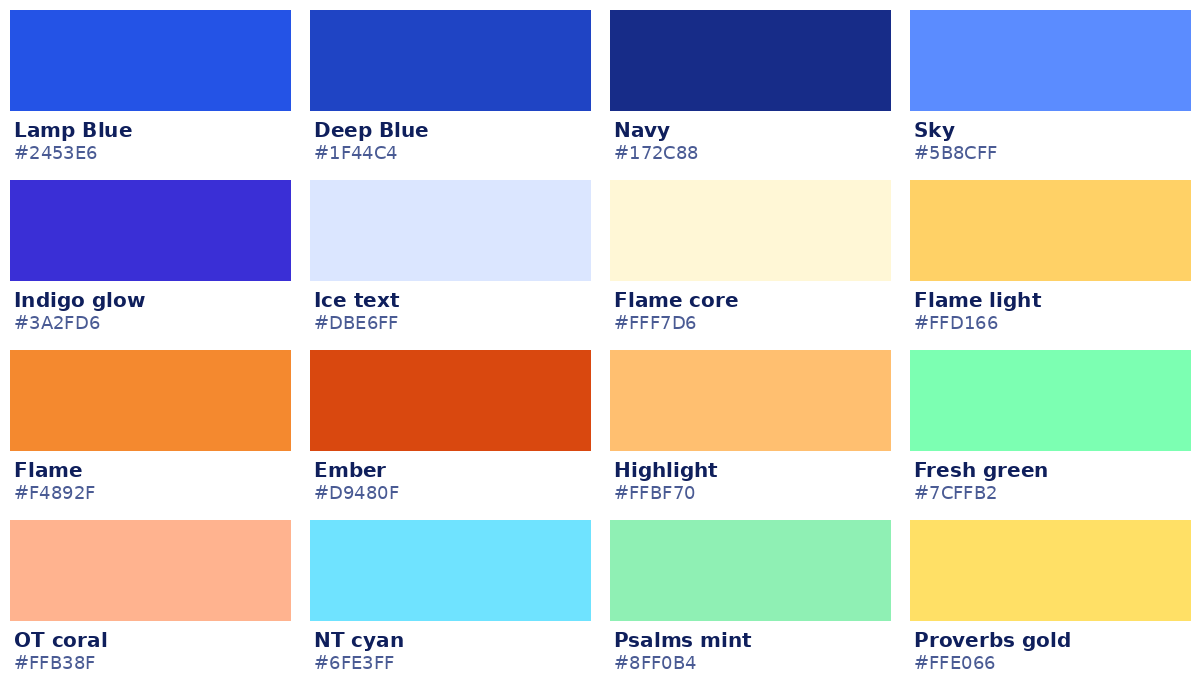 Lamp Blue
#2453E6
Deep Blue
#1F44C4
Navy
#172C88
Sky
#5B8CFF
Indigo glow
#3A2FD6
Ice text
#DBE6FF
Flame core
#FFF7D6
Flame light
#FFD166
Flame
#F4892F
Ember
#D9480F
Highlight
#FFBF70
Fresh green
#7CFFB2
OT coral
#FFB38F
NT cyan
#6FE3FF
Psalms mint
#8FF0B4
Proverbs gold
#FFE066